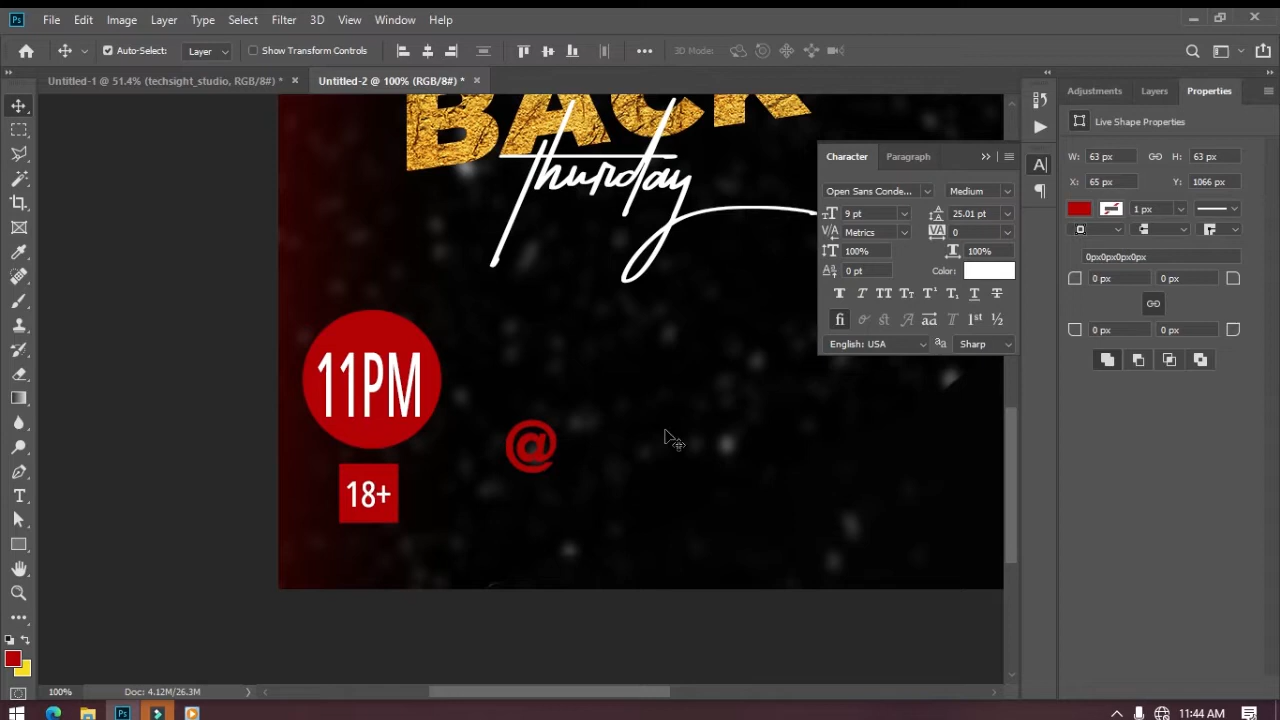 Ps File Edit Image Layer Type Select Filter 3D View Window Help
Auto-Select: Layer Show Transform Controls 3D Mode:
Untitled-1 @ 51.4% (techsight_studio, RGB/8#) * Untitled-2 @ 100% (RGB/8#) *
Adjustments Layers Properties
Live Shape Properties
W: 63 px H: 63 px
X: 65 px Y: 1066 px
1 px
0px0px0px0px
0 px 0 px
0 px 0 px
Character Paragraph
Open Sans Conde... Medium
9 pt 25.01 pt
Metrics 0
100% 100%
0 pt Color:
English: USA Sharp
BACK
thurday
11PM
18+
@
100% Doc: 4.12M/26.3M
11:44 AM